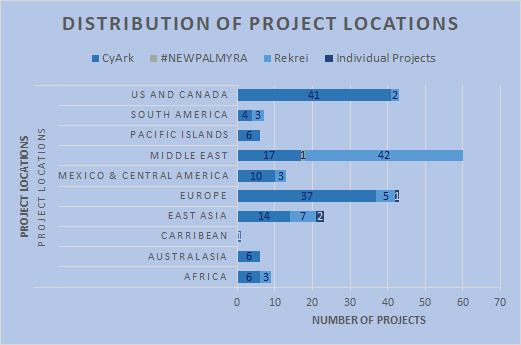 DISTRIBUTION OF PROJECT LOCATIONS
CyArk #NEWPALMYRA Rekrei Individual Projects
PROJECT LOCATIONS
PROJECT LOCATIONS
US AND CANADA 41 2
SOUTH AMERICA 4 3
PACIFIC ISLANDS 6
MIDDLE EAST 17 1 42
MEXICO & CENTRAL AMERICA 10 3
EUROPE 37 5 1
EAST ASIA 14 7 2
CARRIBEAN 1
AUSTRALASIA 6
AFRICA 6 3
0 10 20 30 40 50 60 70
NUMBER OF PROJECTS